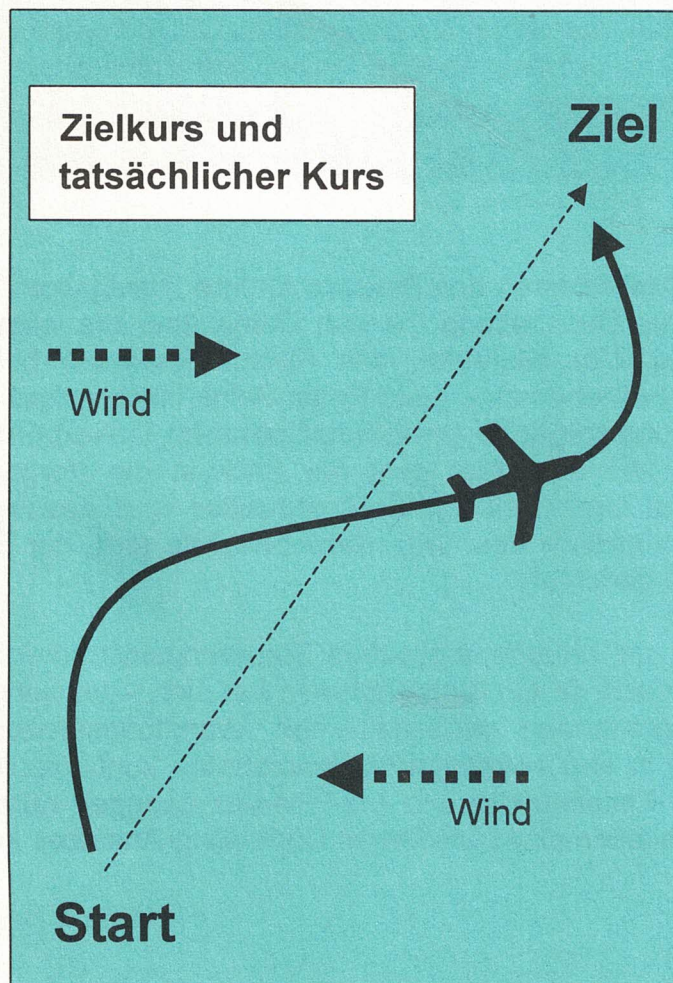 Zielkurs und
tatsächlicher Kurs
Ziel
Wind
Wind
Start